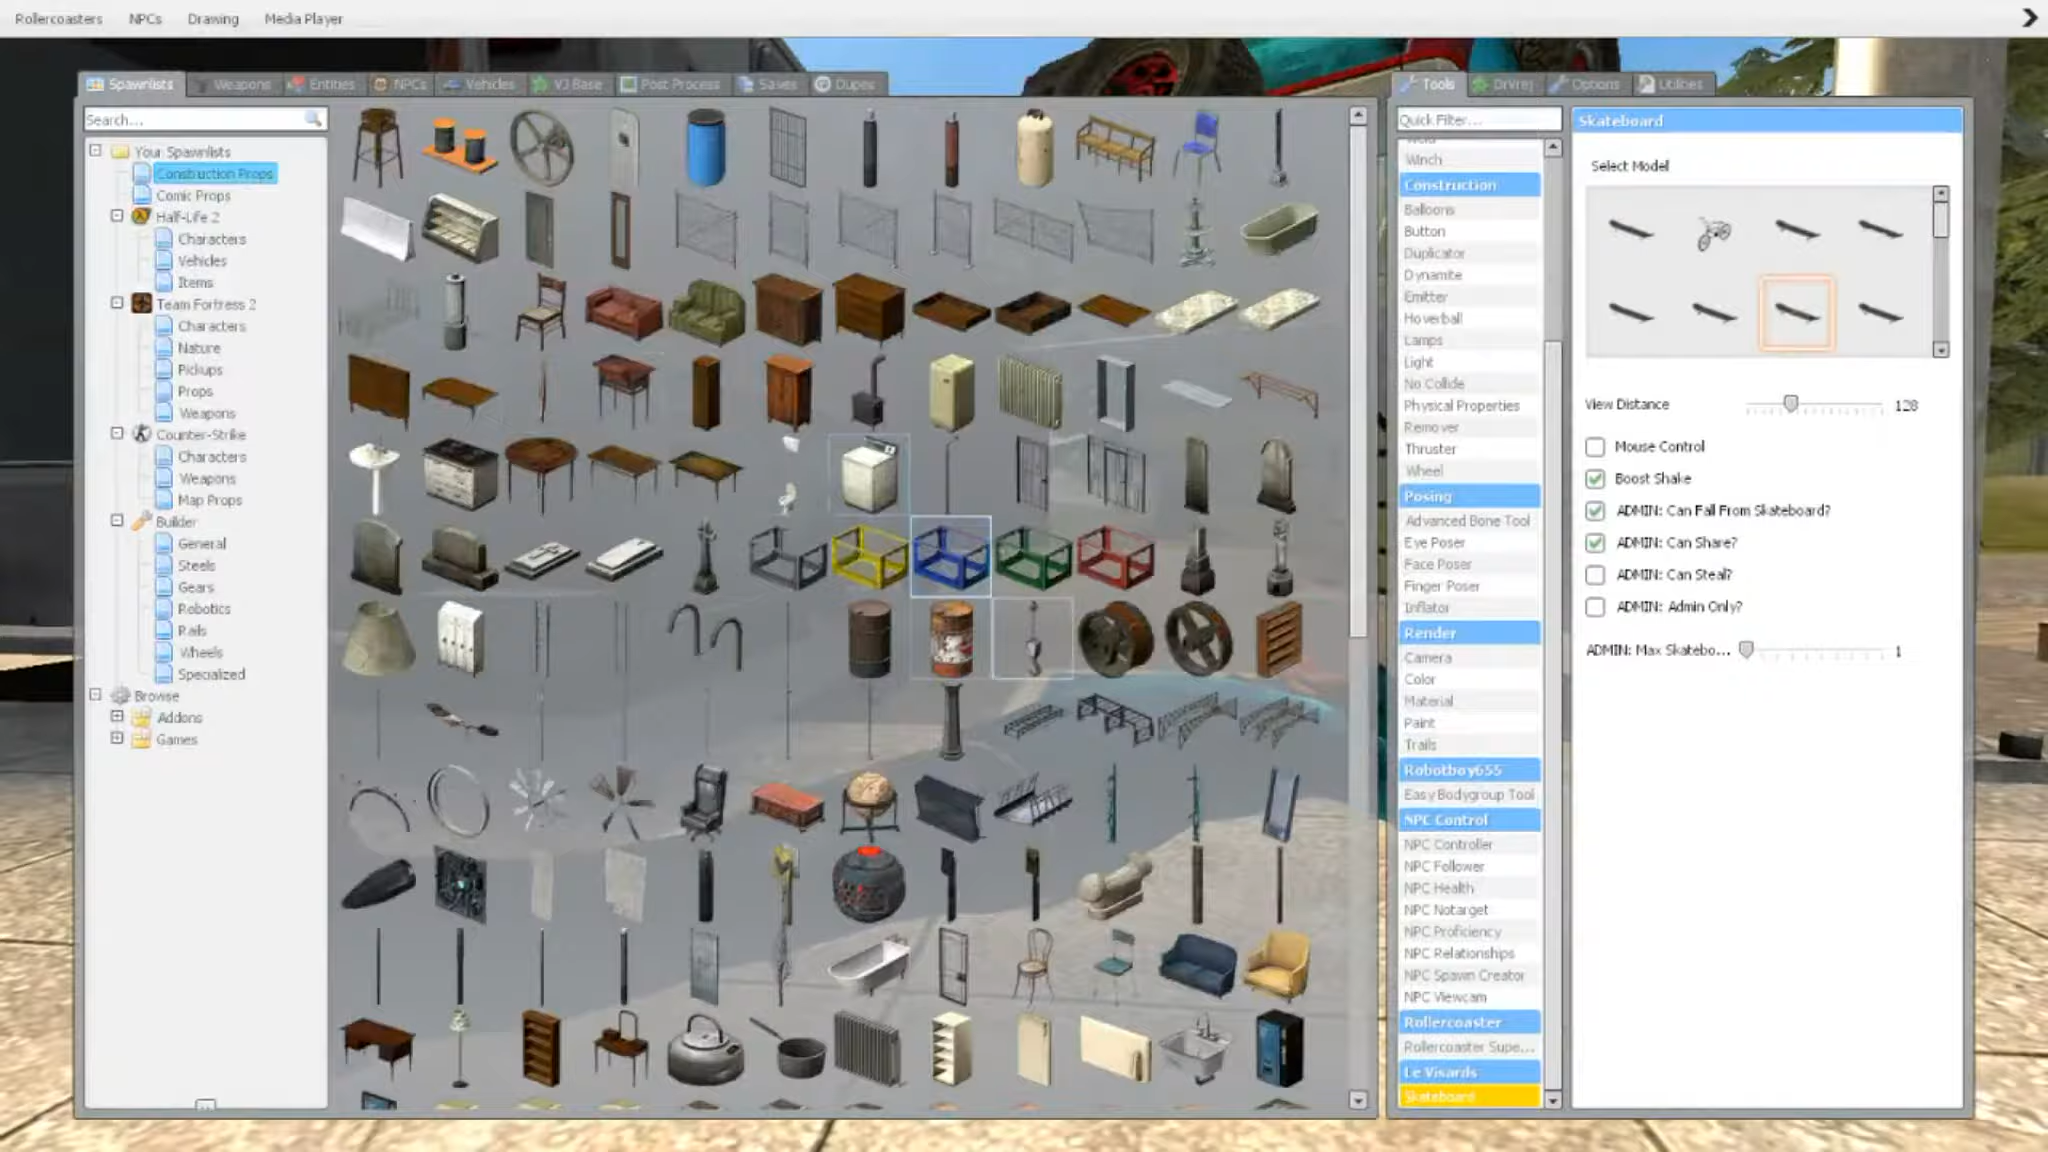 Rollercoasters NPCs Drawing Media Player
Spawnlists Weapons Entities NPCs Vehicles VJ Base Post Process Saves Dupes
Search...
Your Spawnlists
Construction Props
Comic Props
Half-Life 2
Characters
Vehicles
Items
Team Fortress 2
Characters
Nature
Pickups
Props
Weapons
Counter-Strike
Characters
Weapons
Map Props
Builder
General
Steels
Gears
Robotics
Rails
Wheels
Specialized
Browse
Addons
Games
Tools DrVrej Options Utilities
Quick Filter...
Weld
Winch
Construction
Balloons
Button
Duplicator
Dynamite
Emitter
Hoverball
Lamps
Light
No Collide
Physical Properties
Remover
Thruster
Wheel
Posing
Advanced Bone Tool
Eye Poser
Face Poser
Finger Poser
Inflator
Render
Camera
Color
Material
Paint
Trails
Robotboy655
Easy Bodygroup Tool
NPC Control
NPC Controller
NPC Follower
NPC Health
NPC Notarget
NPC Proficiency
NPC Relationships
NPC Spawn Creator
NPC Viewcam
Rollercoaster
Rollercoaster Supe...
Le Visards
Skateboard
Skateboard
Select Model
View Distance 128
Mouse Control
Boost Shake
ADMIN: Can Fall From Skateboard?
ADMIN: Can Share?
ADMIN: Can Steal?
ADMIN: Admin Only?
ADMIN: Max Skatebo... 1